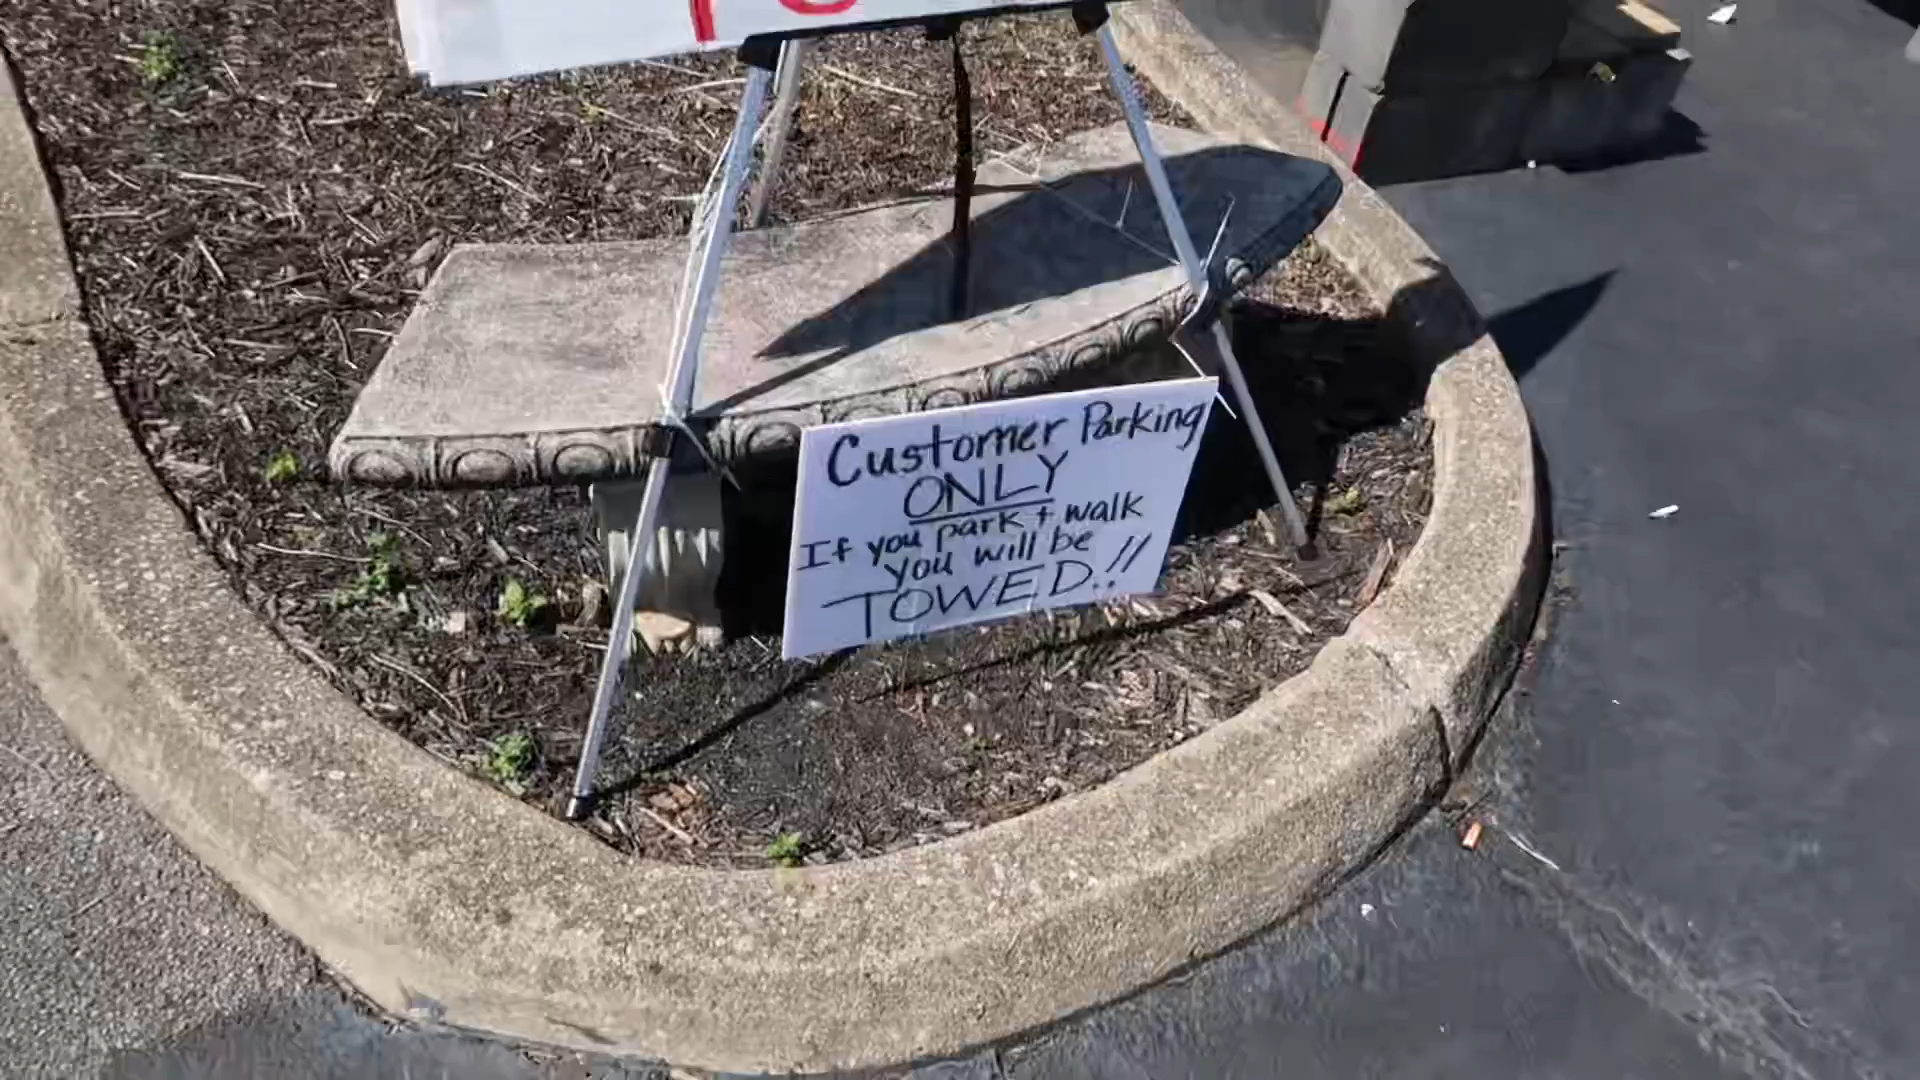 Customer Parking
ONLY
If you park + walk
you will be
TOWED!!